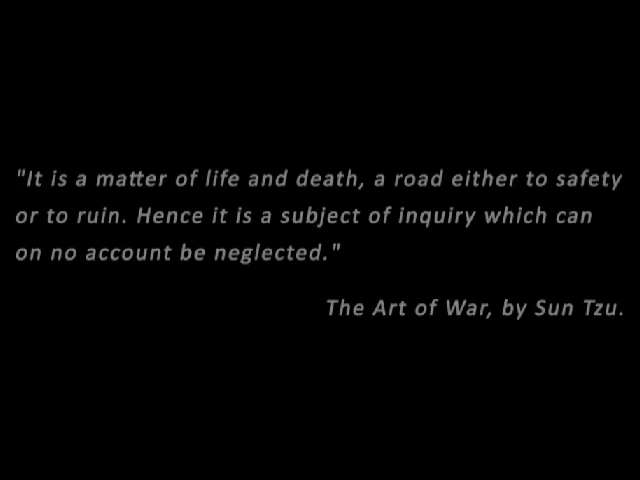 "It is a matter of life and death, a road either to safety
or to ruin. Hence it is a subject of inquiry which can
on no account be neglected."
The Art of War, by Sun Tzu.